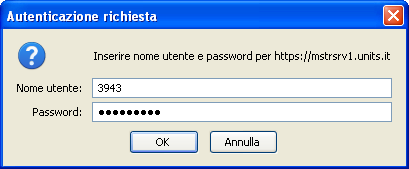 Autenticazione richiesta
Inserire nome utente e password per https://mstrsrv1.units.it
Nome utente: 3943
Password: ●●●●●●●●●
OK Annulla